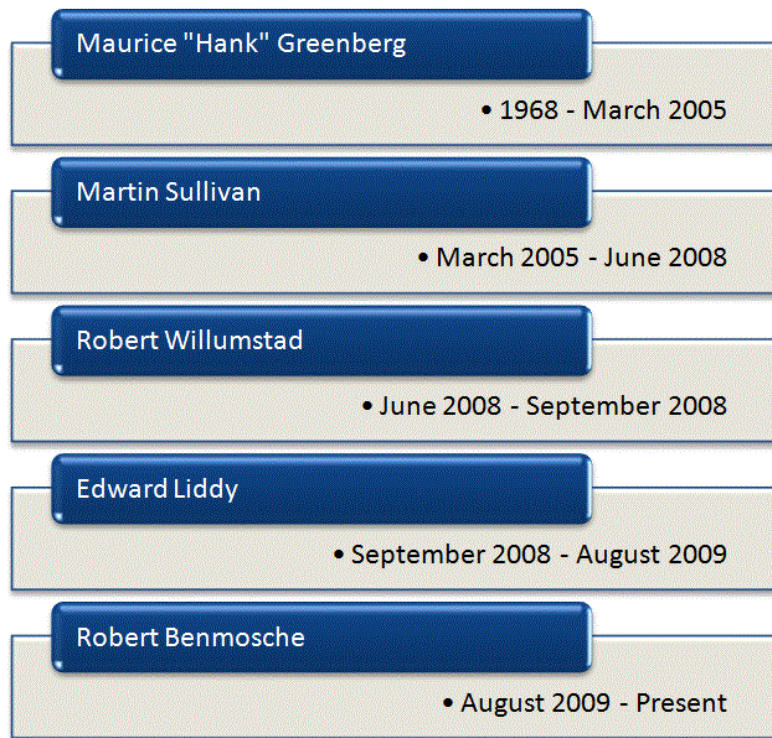 Maurice "Hank" Greenberg
• 1968 - March 2005
Martin Sullivan
• March 2005 - June 2008
Robert Willumstad
• June 2008 - September 2008
Edward Liddy
• September 2008 - August 2009
Robert Benmosche
• August 2009 - Present